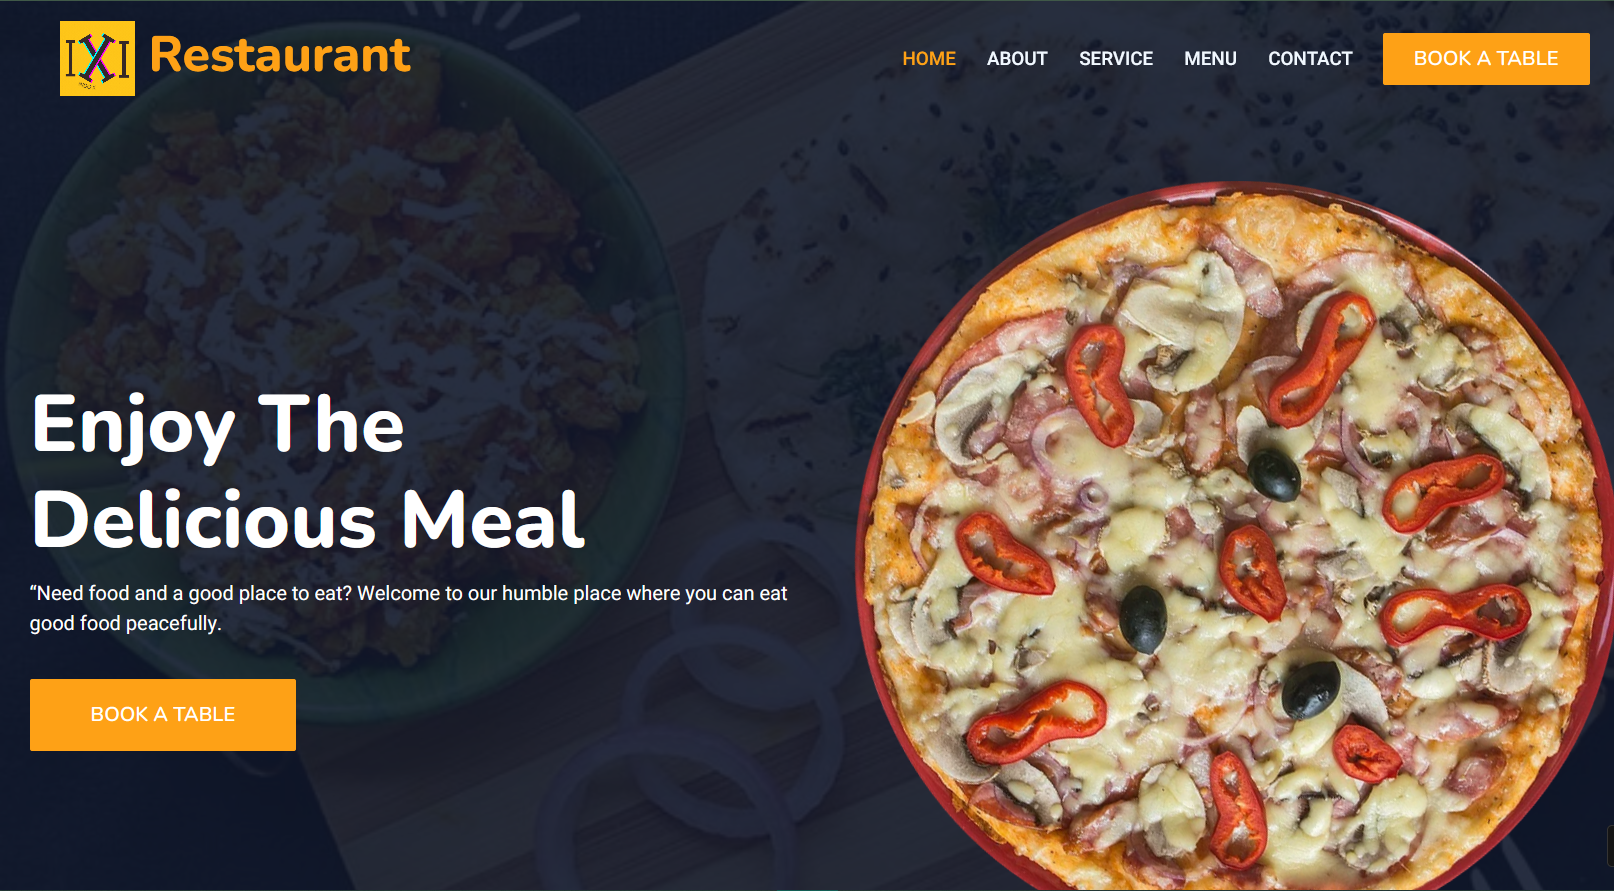 IXI Restaurant
HOME ABOUT SERVICE MENU CONTACT BOOK A TABLE
Enjoy The
Delicious Meal
“Need food and a good place to eat? Welcome to our humble place where you can eat
good food peacefully.
BOOK A TABLE